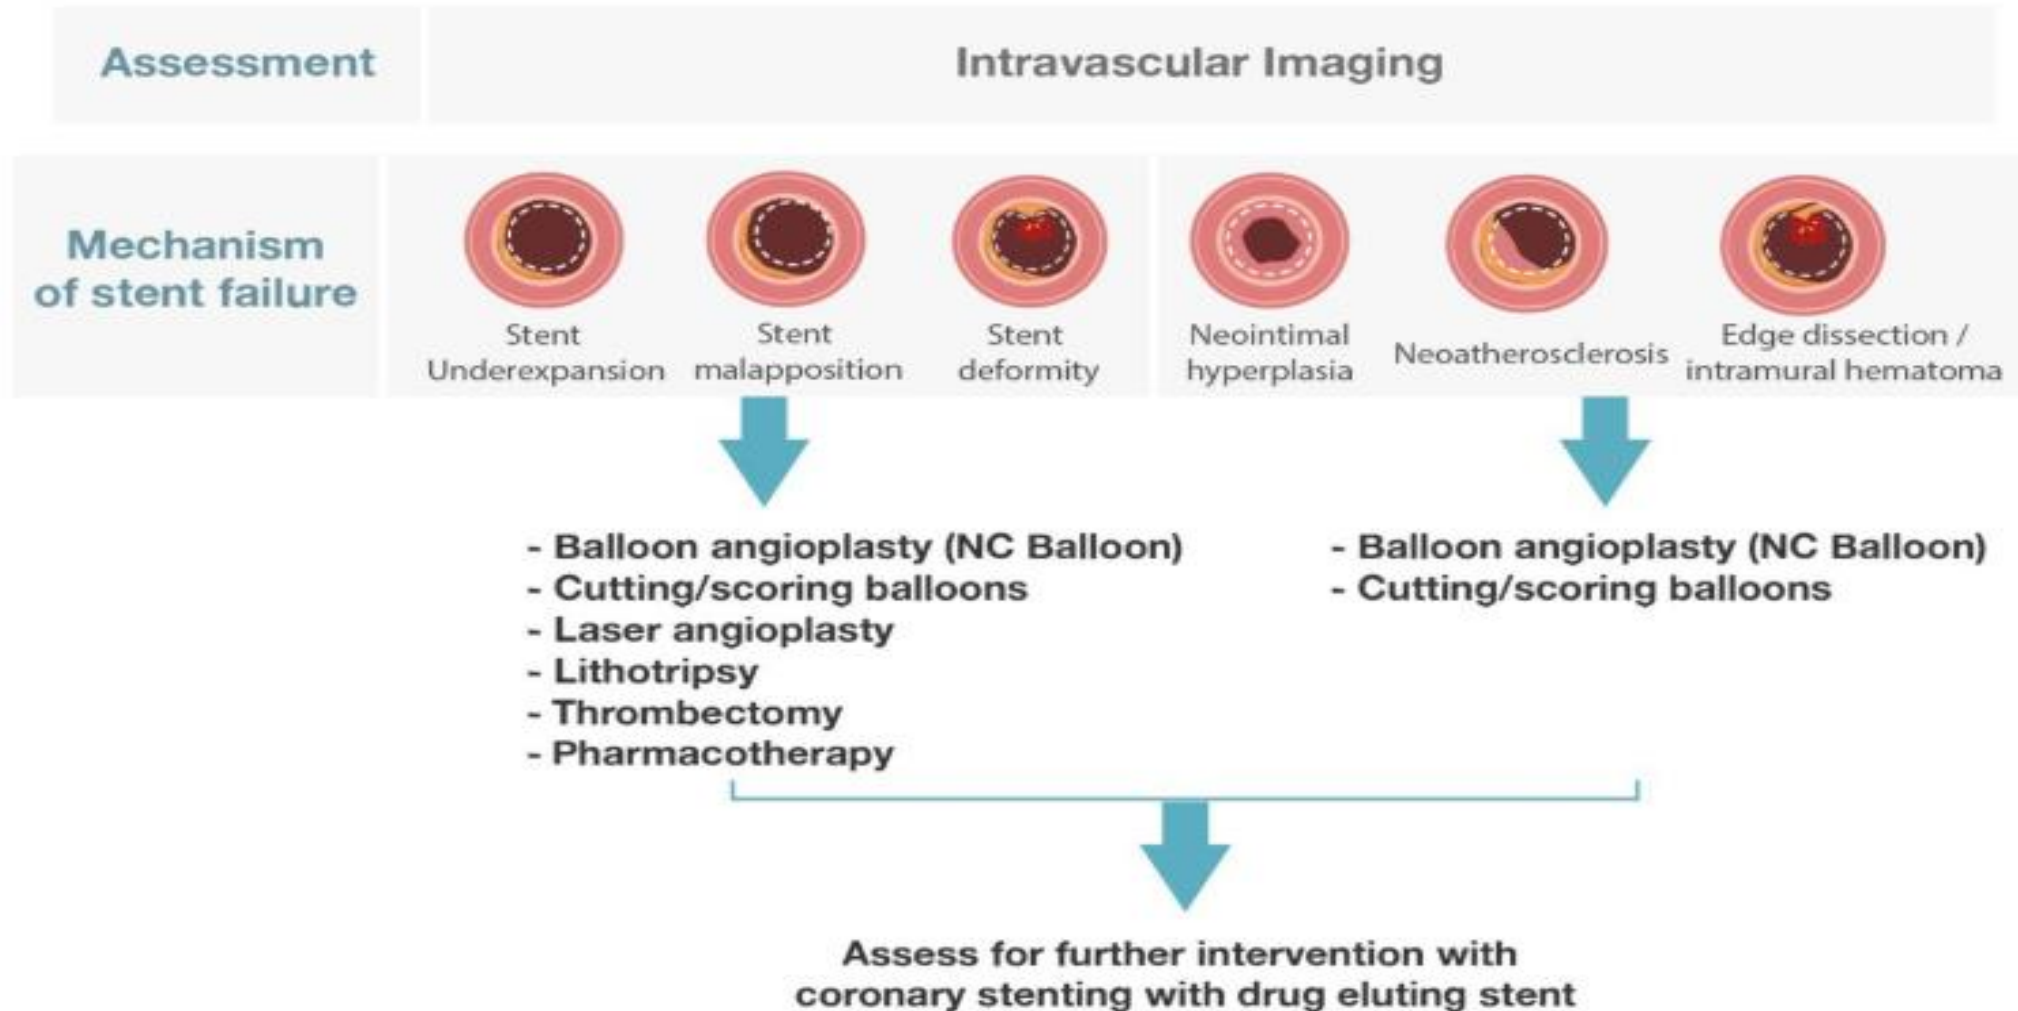 Assessment
Intravascular Imaging
Mechanism
of stent failure
Stent
Underexpansion
Stent
malapposition
Stent
deformity
Neointimal
hyperplasia
Neoatherosclerosis
Edge dissection /
intramural hematoma
- Balloon angioplasty (NC Balloon)
- Cutting/scoring balloons
- Laser angioplasty
- Lithotripsy
- Thrombectomy
- Pharmacotherapy
- Balloon angioplasty (NC Balloon)
- Cutting/scoring balloons
Assess for further intervention with
coronary stenting with drug eluting stent